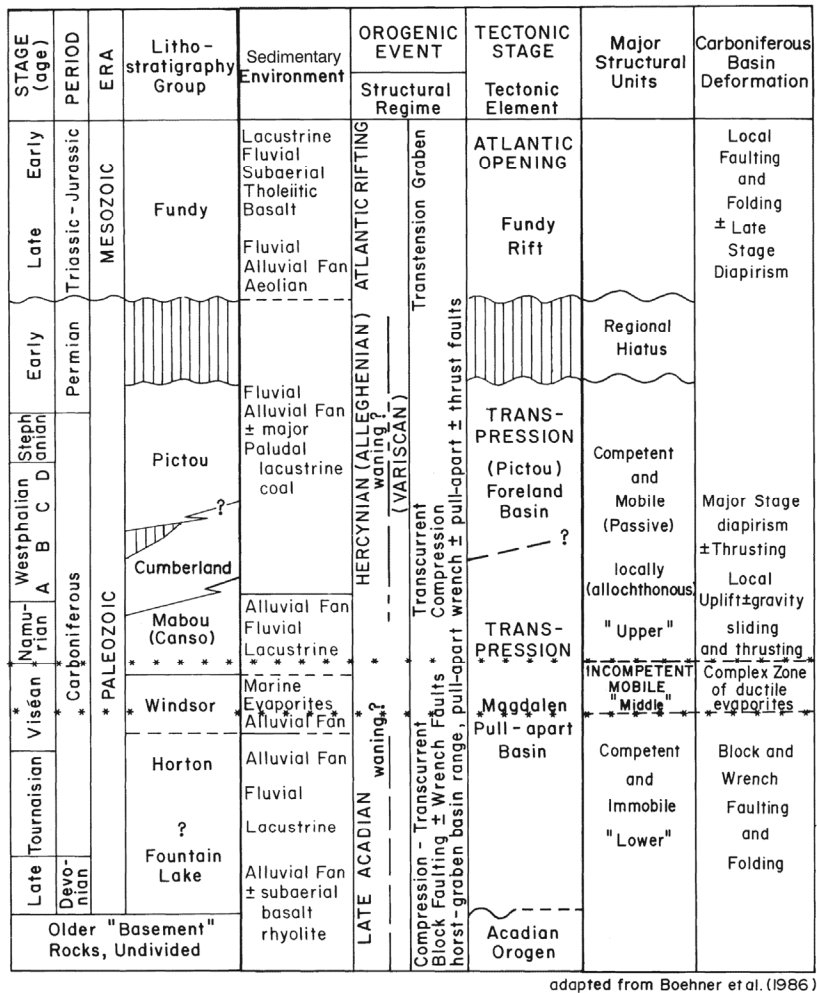 STAGE (age)
PERIOD
ERA
Litho-
stratigraphy
Group
Sedimentary
Environment
OROGENIC
EVENT
Structural
Regime
TECTONIC
STAGE
Tectonic
Element
Major
Structural
Units
Carboniferous
Basin
Deformation
Early
Late
Triassic - Jurassic
MESOZOIC
Fundy
Lacustrine
Fluvial
Subaerial
Tholeiitic
Basalt
Fluvial
Alluvial Fan
Aeolian
ATLANTIC RIFTING
Transtension Graben
ATLANTIC
OPENING
Fundy
Rift
Local
Faulting
and
Folding
± Late
Stage
Diapirism
Early
Permian
Regional
Hiatus
Steph
anian
Westphalian
A B C D
Namu-
rian
Viséan
Tournaisian
Late
Carboniferous
Devo-
nian
PALEOZOIC
Pictou
?
Cumberland
Mabou
(Canso)
Windsor
Horton
?
Fountain
Lake
Older "Basement"
Rocks, Undivided
Fluvial
Alluvial Fan
± major
Paludal
lacustrine
coal
Alluvial Fan
Fluvial
Lacustrine
Marine
Evaporites
Alluvial Fan
Alluvial Fan
Fluvial
Lacustrine
Alluvial Fan
± subaerial
basalt
rhyolite
HERCYNIAN (ALLEGHENIAN)
waning ?
(VARISCAN)
LATE ACADIAN
waning ?
Transcurrent
Compression
Compression - Transcurrent
Block Faulting ± Wrench Faults
horst-graben basin range, pull-apart wrench ± pull-apart ± thrust faults
TRANS-
PRESSION
(Pictou)
Foreland
Basin
?
TRANS-
PRESSION
Magdalen
Pull-apart
Basin
Acadian
Orogen
Competent
and
Mobile
(Passive)
locally
(allochthonous)
"Upper"
INCOMPETENT
MOBILE
"Middle"
Competent
and
Immobile
"Lower"
Major Stage
diapirism
±Thrusting
Local
Uplift±gravity
sliding
and thrusting
Complex Zone
of ductile
evaporites
Block and
Wrench
Faulting
and
Folding
adapted from Boehner et al. (1986)